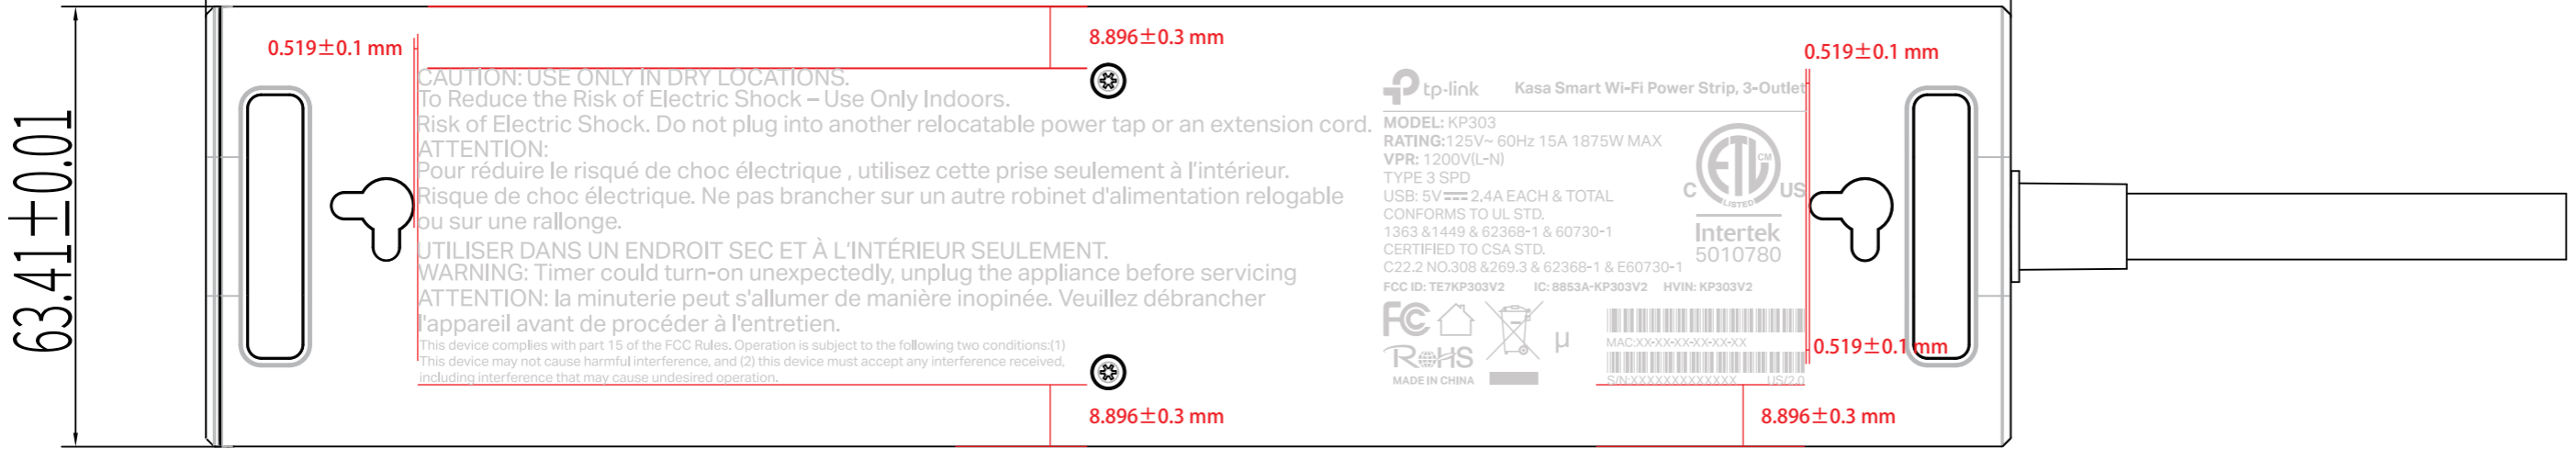 63.41±0.01
0.519±0.1 mm
8.896±0.3 mm
0.519±0.1 mm
CAUTION: USE ONLY IN DRY LOCATIONS.
To Reduce the Risk of Electric Shock – Use Only Indoors.
Risk of Electric Shock. Do not plug into another relocatable power tap or an extension cord.
ATTENTION:
Pour réduire le risqué de choc électrique , utilisez cette prise seulement à l'intérieur.
Risque de choc électrique. Ne pas brancher sur un autre robinet d'alimentation relogable
ou sur une rallonge.
UTILISER DANS UN ENDROIT SEC ET À L'INTÉRIEUR SEULEMENT.
WARNING: Timer could turn-on unexpectedly, unplug the appliance before servicing
ATTENTION: la minuterie peut s'allumer de manière inopinée. Veuillez débrancher
l'appareil avant de procéder à l'entretien.
This device complies with part 15 of the FCC Rules. Operation is subject to the following two conditions:(1)
This device may not cause harmful interference, and (2) this device must accept any interference received,
including interference that may cause undesired operation.
8.896±0.3 mm
tp-link Kasa Smart Wi-Fi Power Strip, 3-Outlet
MODEL: KP303
RATING:125V~ 60Hz 15A 1875W MAX
VPR: 1200V(L-N)
TYPE 3 SPD
USB: 5V⎓2.4A EACH & TOTAL
CONFORMS TO UL STD.
1363 &1449 & 62368-1 & 60730-1
CERTIFIED TO CSA STD.
C22.2 NO.308 &269.3 & 62368-1 & E60730-1
ETL CM
LISTED
C US
Intertek
5010780
FCC ID: TE7KP303V2 IC: 8853A-KP303V2 HVIN: KP303V2
FC
RoHS
MADE IN CHINA
µ
MAC:XX-XX-XX-XX-XX-XX
S/N:XXXXXXXXXXXXX US/2.0
0.519±0.1 mm
8.896±0.3 mm